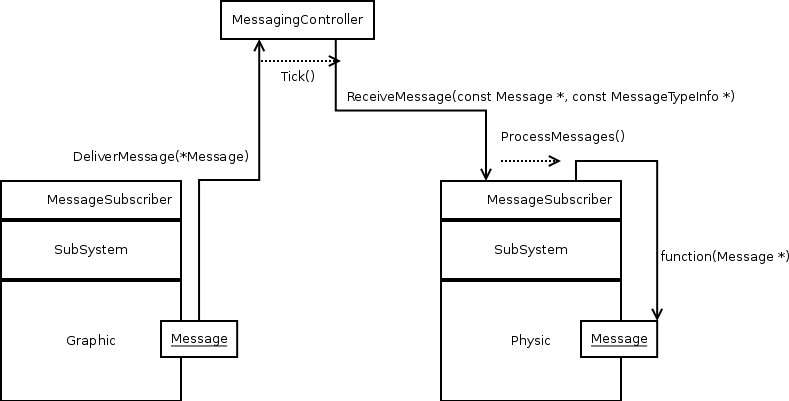 MessagingController
Tick()
ReceiveMessage(const Message *, const MessageTypeInfo *)
ProcessMessages()
DeliverMessage(*Message)
MessageSubscriber
MessageSubscriber
SubSystem
SubSystem
function(Message *)
Graphic
Message
Physic
Message